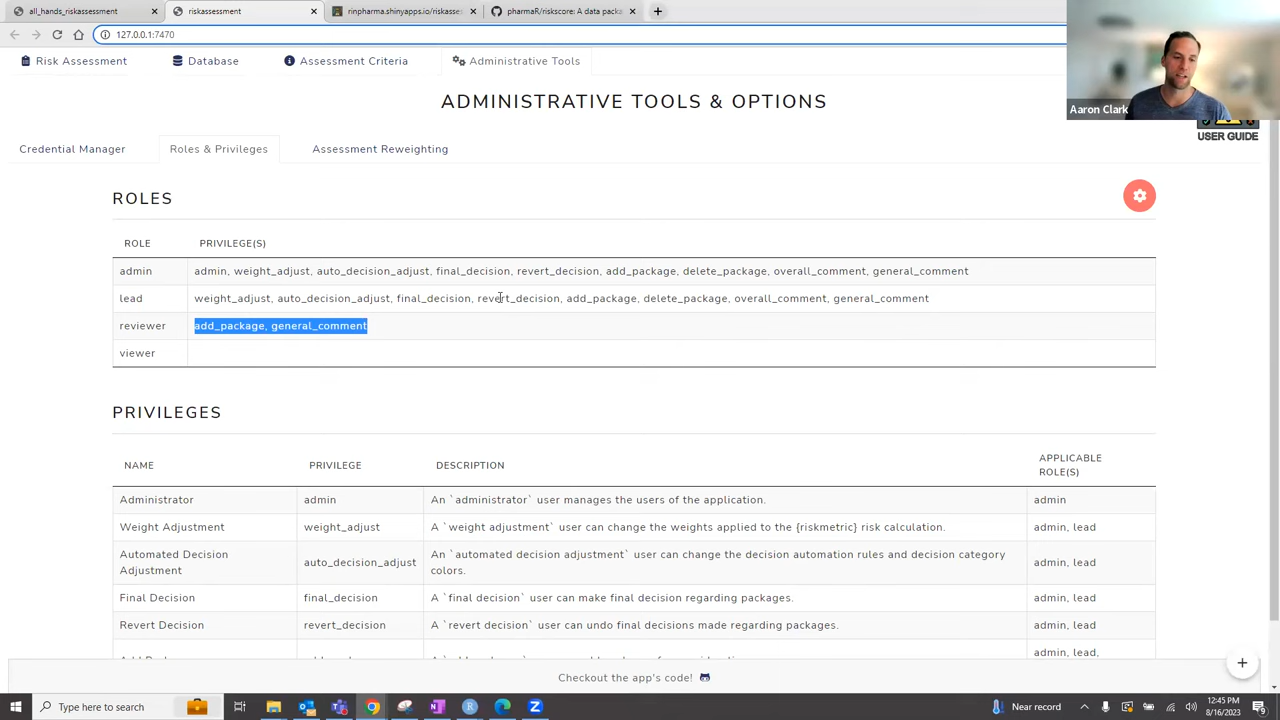 all_hands_riskassessment
riskassessment
rinpharma.shinyapps.io/riskasses
pharmaR/riskscore: A data packa
127.0.0.1:7470
Aaron Clark
Risk Assessment
Database
Assessment Criteria
Administrative Tools
ADMINISTRATIVE TOOLS & OPTIONS
USER GUIDE
Credential Manager
Roles & Privileges
Assessment Reweighting
ROLES
ROLE PRIVILEGE(S)
admin admin, weight_adjust, auto_decision_adjust, final_decision, revert_decision, add_package, delete_package, overall_comment, general_comment
lead weight_adjust, auto_decision_adjust, final_decision, revert_decision, add_package, delete_package, overall_comment, general_comment
reviewer add_package, general_comment
viewer
PRIVILEGES
NAME PRIVILEGE DESCRIPTION APPLICABLE ROLE(S)
Administrator admin An `administrator` user manages the users of the application. admin
Weight Adjustment weight_adjust A `weight adjustment` user can change the weights applied to the {riskmetric} risk calculation. admin, lead
Automated Decision Adjustment auto_decision_adjust An `automated decision adjustment` user can change the decision automation rules and decision category colors. admin, lead
Final Decision final_decision A `final decision` user can make final decision regarding packages. admin, lead
Revert Decision revert_decision A `revert decision` user can undo final decisions made regarding packages. admin, lead
admin, lead,
Checkout the app's code!
Type here to search
Near record
12:45 PM
8/16/2023